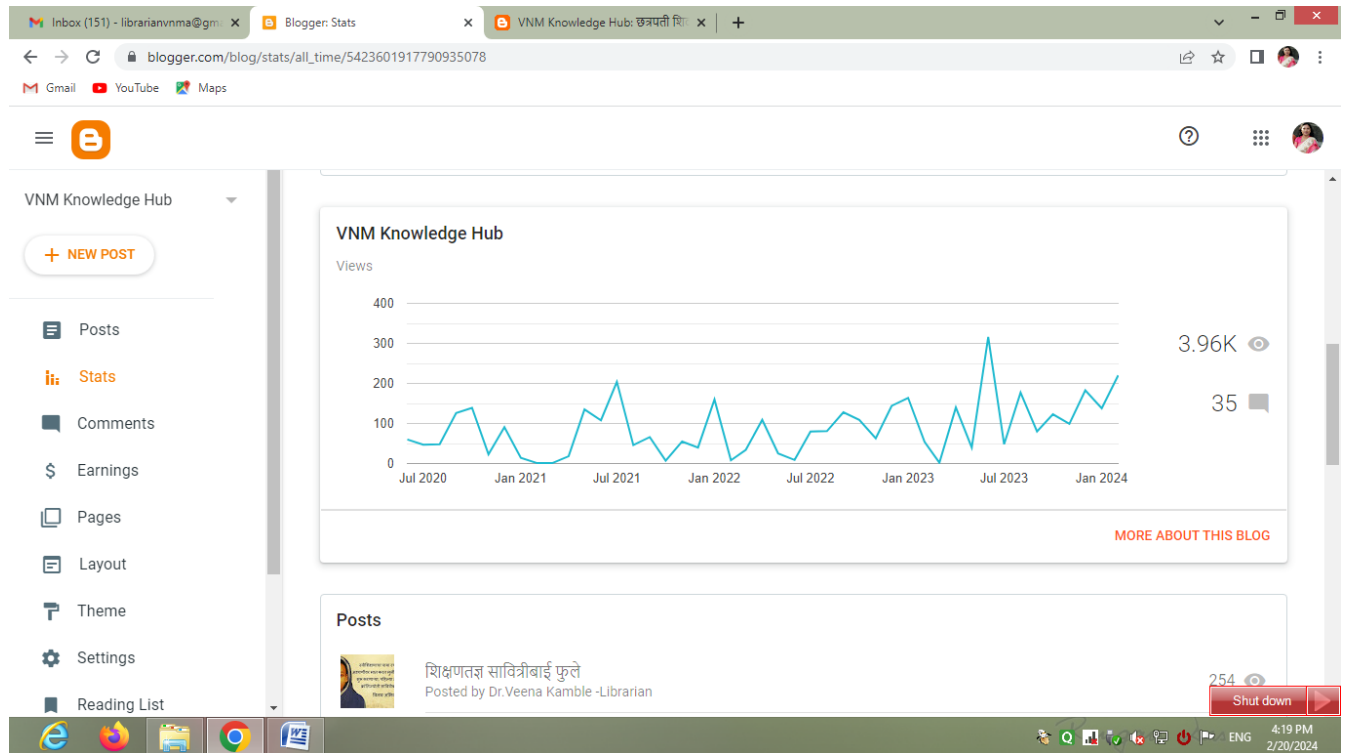 Inbox (151) - librarianvnma@gm
Blogger: Stats
VNM Knowledge Hub: छत्रपती शि
blogger.com/blog/stats/all_time/5423601917790935078
Gmail YouTube Maps
VNM Knowledge Hub
NEW POST
Posts
Stats
Comments
Earnings
Pages
Layout
Theme
Settings
Reading List
VNM Knowledge Hub
Views
400
300
200
100
0
Jul 2020 Jan 2021 Jul 2021 Jan 2022 Jul 2022 Jan 2023 Jul 2023 Jan 2024
3.96K
35
MORE ABOUT THIS BLOG
Posts
शिक्षणतज्ञ सावित्रीबाई फुले
Posted by Dr.Veena Kamble -Librarian
254
Shut down
ENG
4:19 PM
2/20/2024